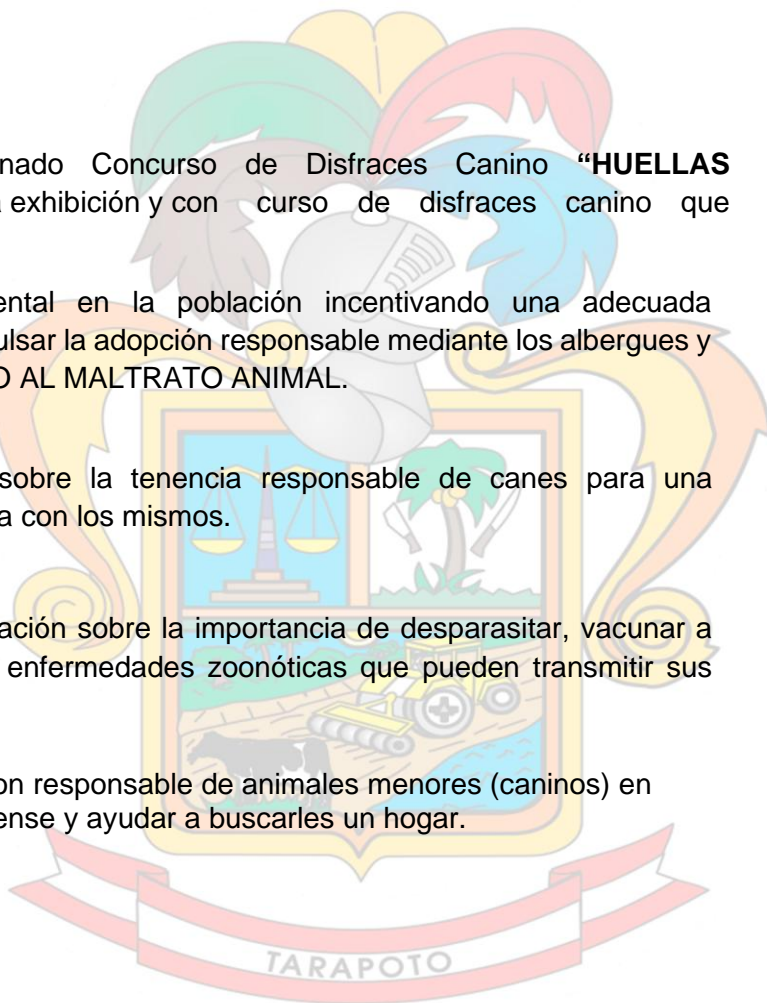 nado Concurso de Disfraces Canino “HUELLAS
exhibición y con curso de disfraces canino que
ental en la población incentivando una adecuada
ulsar la adopción responsable mediante los albergues y
O AL MALTRATO ANIMAL.
sobre la tenencia responsable de canes para una
a con los mismos.
ación sobre la importancia de desparasitar, vacunar a
enfermedades zoonóticas que pueden transmitir sus
on responsable de animales menores (caninos) en
ense y ayudar a buscarles un hogar.
TARAPOTO